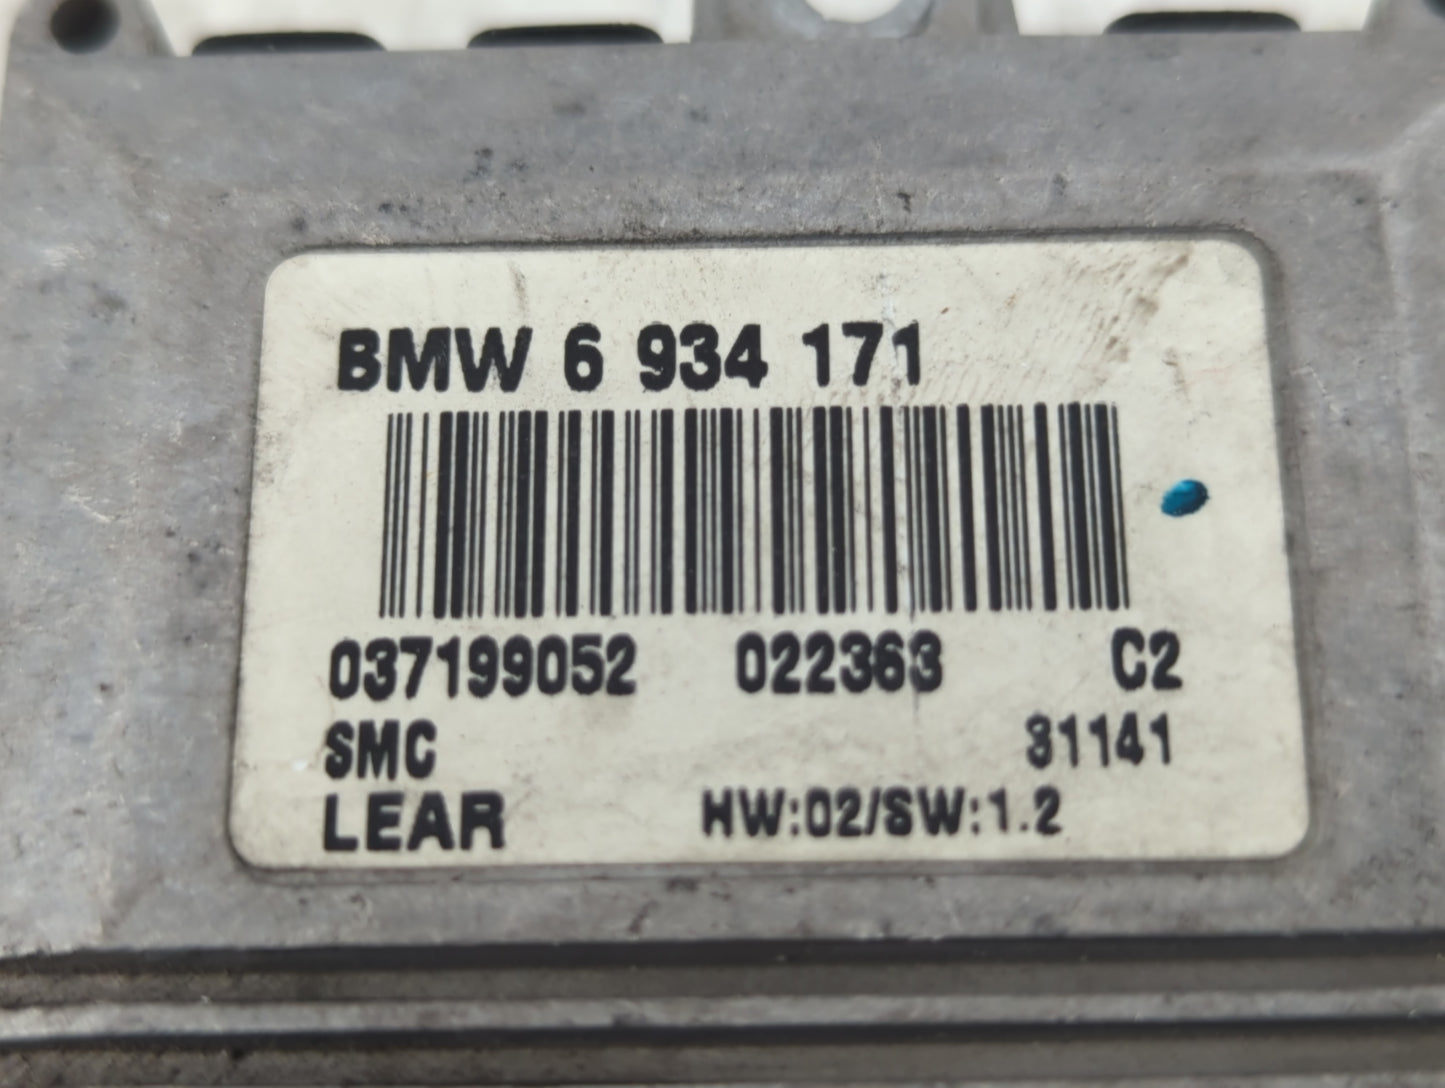 BMW 6 934 171
037199052 022363 C2
SMC 31141
LEAR HW:02/SW:1.2